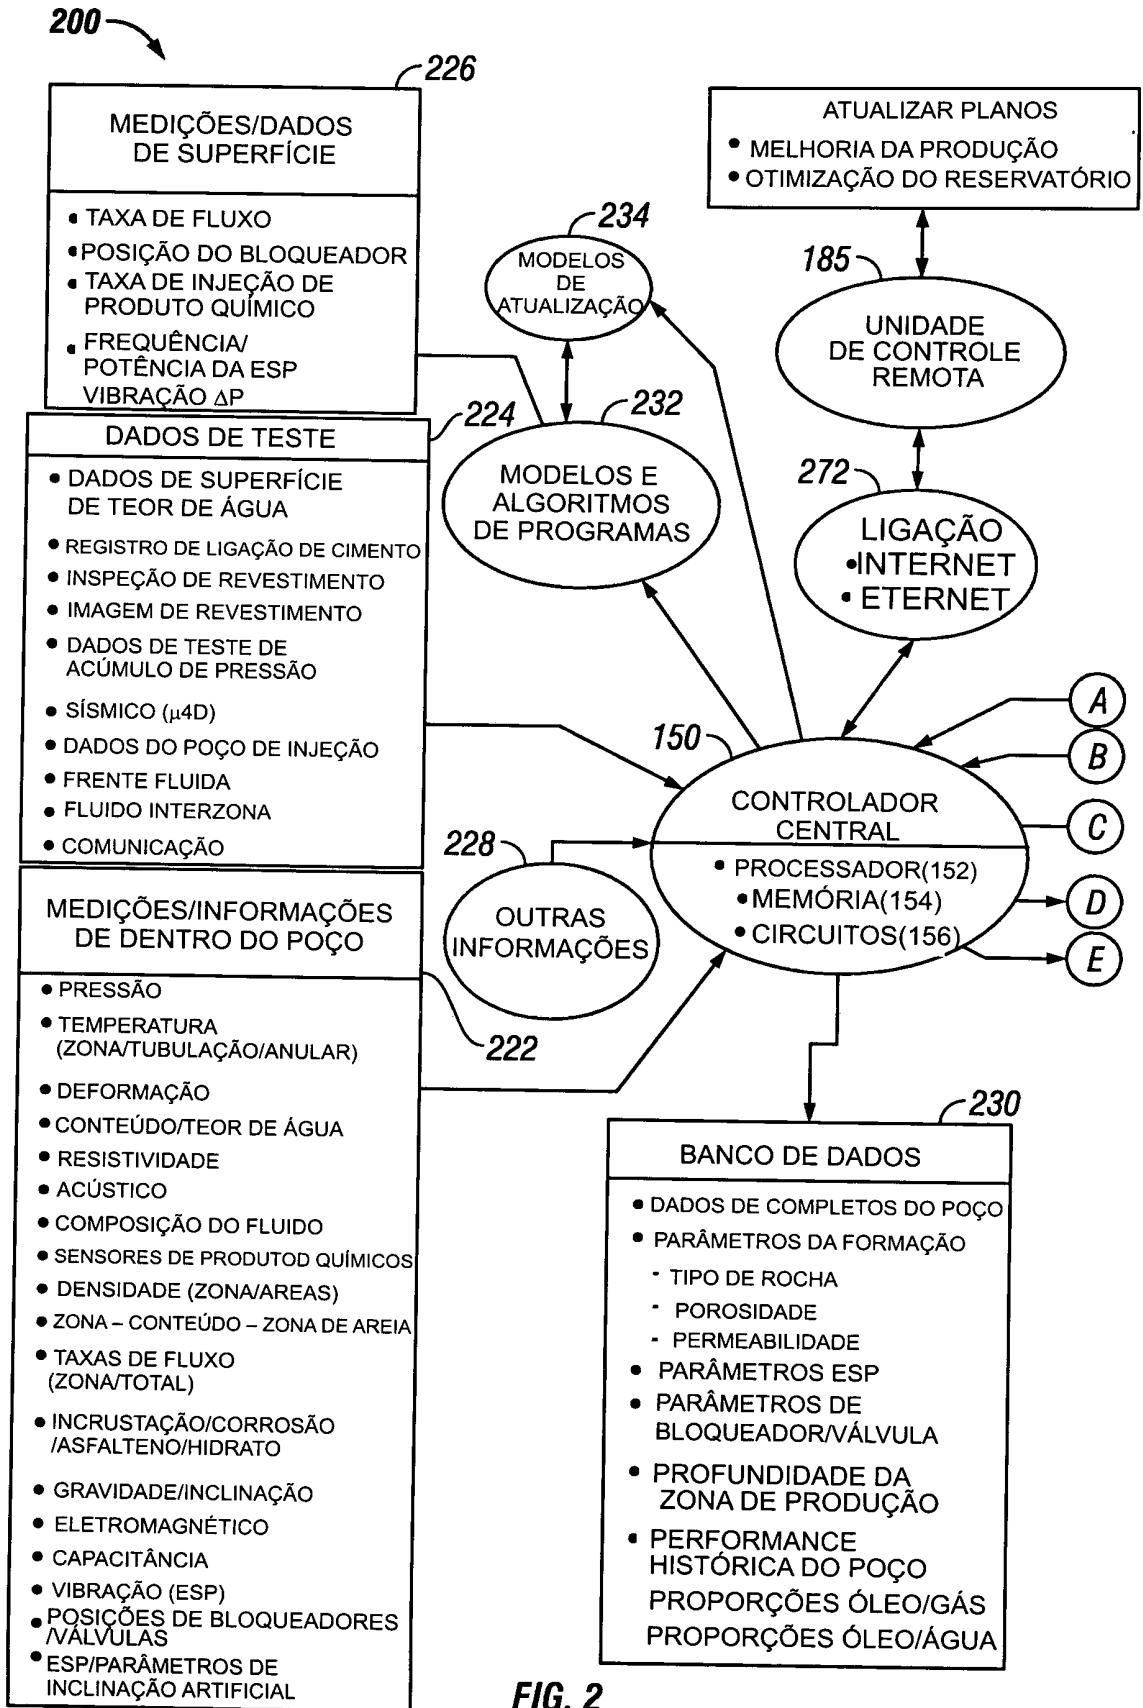 200
226
MEDIÇÕES/DADOS
DE SUPERFÍCIE
• TAXA DE FLUXO
• POSIÇÃO DO BLOQUEADOR
• TAXA DE INJEÇÃO DE
PRODUTO QUÍMICO
• FREQUÊNCIA/
POTÊNCIA DA ESP
VIBRAÇÃO ΔP
224
DADOS DE TESTE
• DADOS DE SUPERFÍCIE
DE TEOR DE ÁGUA
• REGISTRO DE LIGAÇÃO DE CIMENTO
• INSPEÇÃO DE REVESTIMENTO
• IMAGEM DE REVESTIMENTO
• DADOS DE TESTE DE
ACÚMULO DE PRESSÃO
• SÍSMICO (µ4D)
• DADOS DO POÇO DE INJEÇÃO
• FRENTE FLUIDA
• FLUIDO INTERZONA
• COMUNICAÇÃO
MEDIÇÕES/INFORMAÇÕES
DE DENTRO DO POÇO
222
• PRESSÃO
• TEMPERATURA
(ZONA/TUBULAÇÃO/ANULAR)
• DEFORMAÇÃO
• CONTEÚDO/TEOR DE ÁGUA
• RESISTIVIDADE
• ACÚSTICO
• COMPOSIÇÃO DO FLUIDO
• SENSORES DE PRODUTOD QUÍMICOS
• DENSIDADE (ZONA/AREAS)
• ZONA – CONTEÚDO – ZONA DE AREIA
• TAXAS DE FLUXO
(ZONA/TOTAL)
• INCRUSTAÇÃO/CORROSÃO
/ASFALTENO/HIDRATO
• GRAVIDADE/INCLINAÇÃO
• ELETROMAGNÉTICO
• CAPACITÂNCIA
• VIBRAÇÃO (ESP)
• POSIÇÕES DE BLOQUEADORES
/VÁLVULAS
• ESP/PARÂMETROS DE
INCLINAÇÃO ARTIFICIAL
234
MODELOS
DE
ATUALIZAÇÃO
232
MODELOS E
ALGORITMOS
DE PROGRAMAS
228
OUTRAS
INFORMAÇÕES
ATUALIZAR PLANOS
• MELHORIA DA PRODUÇÃO
• OTIMIZAÇÃO DO RESERVATÓRIO
185
UNIDADE
DE CONTROLE
REMOTA
272
LIGAÇÃO
•INTERNET
• ETERNET
150
CONTROLADOR
CENTRAL
• PROCESSADOR(152)
•MEMÓRIA(154)
• CIRCUITOS(156)
A
B
C
D
E
230
BANCO DE DADOS
• DADOS DE COMPLETOS DO POÇO
• PARÂMETROS DA FORMAÇÃO
- TIPO DE ROCHA
- POROSIDADE
- PERMEABILIDADE
• PARÂMETROS ESP
• PARÂMETROS DE
BLOQUEADOR/VÁLVULA
• PROFUNDIDADE DA
ZONA DE PRODUÇÃO
• PERFORMANCE
HISTÓRICA DO POÇO
PROPORÇÕES ÓLEO/GÁS
PROPORÇÕES ÓLEO/ÁGUA
FIG. 2